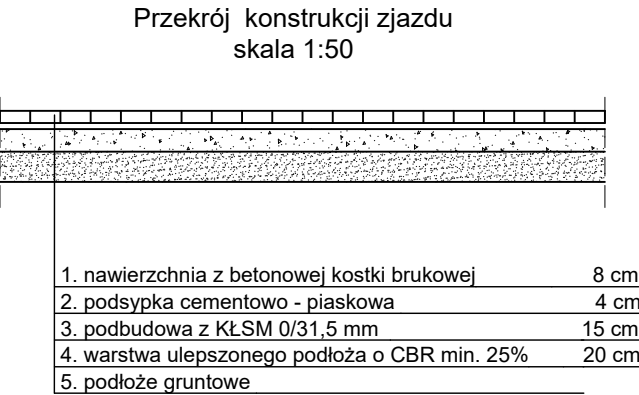 Przekrój konstrukcji zjazdu
skala 1:50
1. nawierzchnia z betonowej kostki brukowej 8 cm
2. podsypka cementowo - piaskowa 4 cm
3. podbudowa z KŁSM 0/31,5 mm 15 cm
4. warstwa ulepszonego podłoża o CBR min. 25% 20 cm
5. podłoże gruntowe